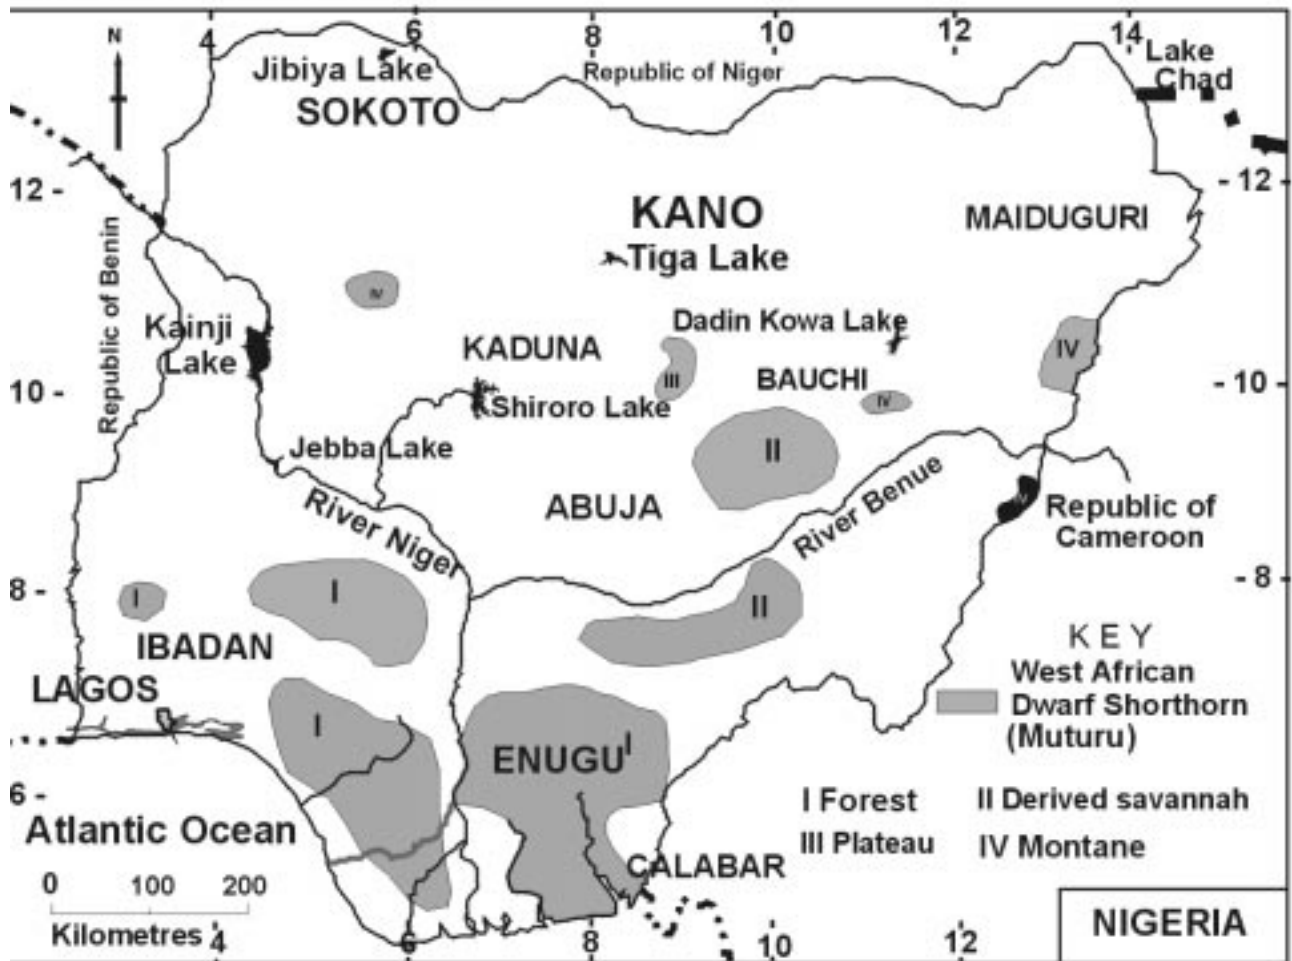 N
4
6
8
10
12
14
Lake
Chad
Jibiya Lake
Republic of Niger
SOKOTO
12 -
- 12
KANO
MAIDUGURI
Tiga Lake
Republic of Benin
IV
Kainji
Lake
Dadin Kowa Lake
KADUNA
IV
III
BAUCHI
10 -
- 10
IV
Shiroro Lake
Jebba Lake
II
River Niger
ABUJA
River Benue
IV
Republic of
Cameroon
8 -
- 8
I
I
II
IBADAN
KEY
West African
Dwarf Shorthorn
(Muturu)
LAGOS
I
ENUGU
I
6 -
I Forest
II Derived savannah
III Plateau
IV Montane
Atlantic Ocean
CALABAR
0 100 200
Kilometres
4
6
8
10
12
NIGERIA